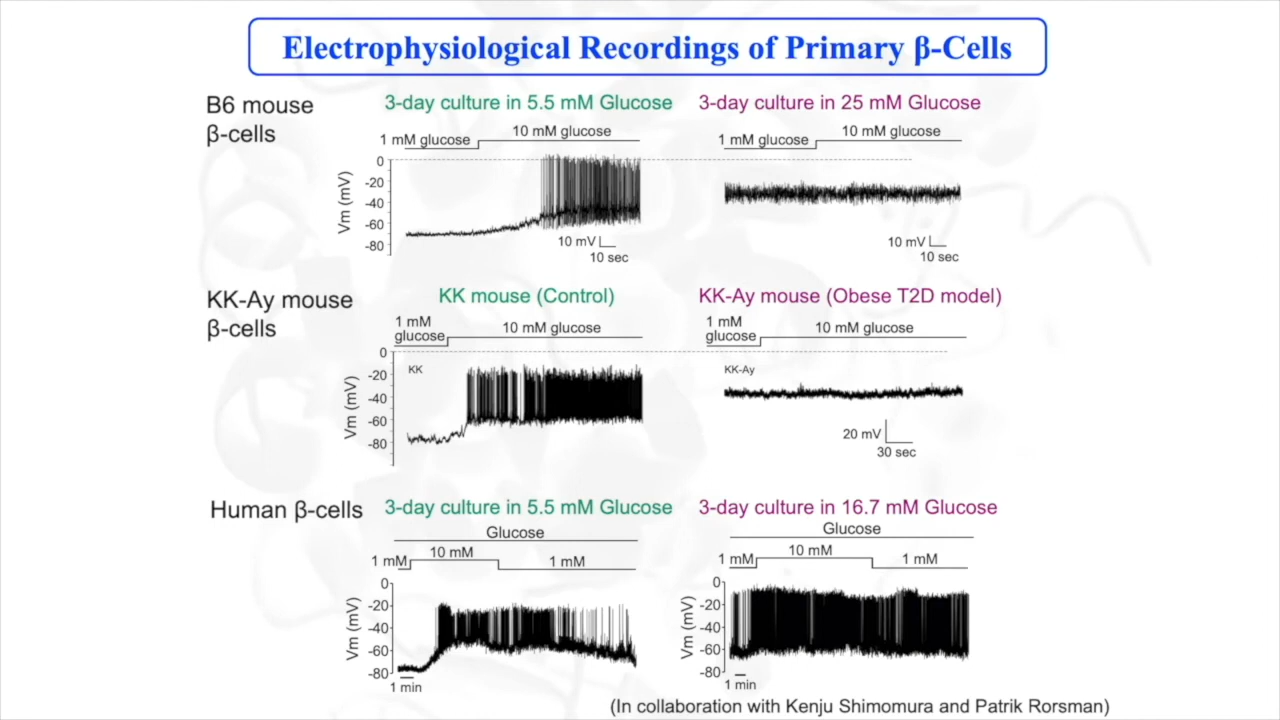 Electrophysiological Recordings of Primary β-Cells
B6 mouse
β-cells
3-day culture in 5.5 mM Glucose
3-day culture in 25 mM Glucose
1 mM glucose
10 mM glucose
1 mM glucose
10 mM glucose
Vm (mV)
0
-20
-40
-60
-80
10 mV
10 sec
10 mV
10 sec
KK-Ay mouse
β-cells
KK mouse (Control)
KK-Ay mouse (Obese T2D model)
1 mM
glucose
10 mM glucose
1 mM
glucose
10 mM glucose
Vm (mV)
0
-20
-40
-60
-80
KK
KK-Ay
20 mV
30 sec
Human β-cells
3-day culture in 5.5 mM Glucose
3-day culture in 16.7 mM Glucose
Glucose
1 mM
10 mM
1 mM
Glucose
1 mM
10 mM
1 mM
Vm (mV)
0
-20
-40
-60
-80
1 min
Vm (mV)
0
-20
-40
-60
-80
1 min
(In collaboration with Kenju Shimomura and Patrik Rorsman)